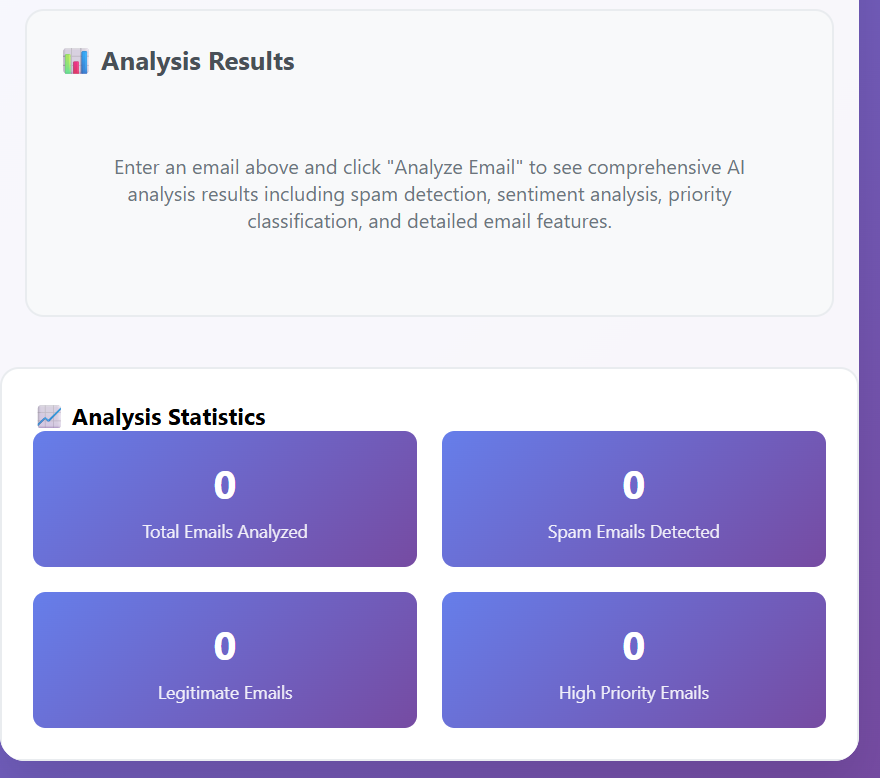 Analysis Results
Enter an email above and click "Analyze Email" to see comprehensive AI
analysis results including spam detection, sentiment analysis, priority
classification, and detailed email features.
Analysis Statistics
0
Total Emails Analyzed
0
Spam Emails Detected
0
Legitimate Emails
0
High Priority Emails